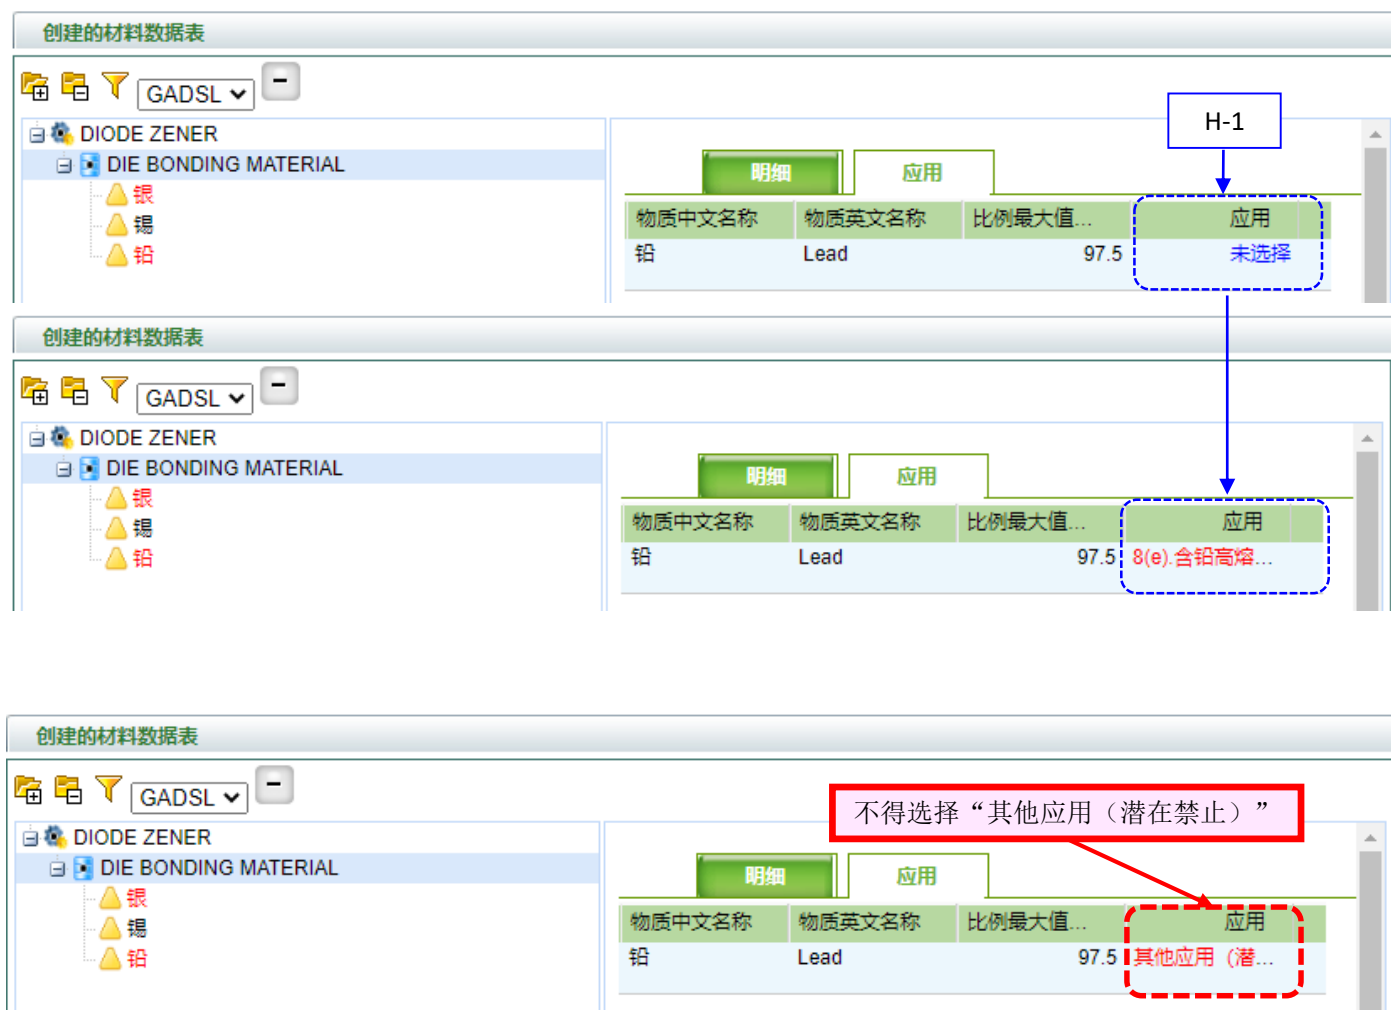 创建的材料数据表
GADSL
H-1
DIODE ZENER
DIE BONDING MATERIAL
明细 应用
银
物质中文名称 物质英文名称 比例最大值... 应用
锡
铅
铅 Lead 97.5 未选择
创建的材料数据表
GADSL
DIODE ZENER
DIE BONDING MATERIAL
明细 应用
银
物质中文名称 物质英文名称 比例最大值... 应用
锡
铅
铅 Lead 97.5 8(e).含铅高熔...
创建的材料数据表
GADSL
不得选择“其他应用（潜在禁止）”
DIODE ZENER
DIE BONDING MATERIAL
明细 应用
银
物质中文名称 物质英文名称 比例最大值... 应用
锡
铅
铅 Lead 97.5 其他应用（潜...